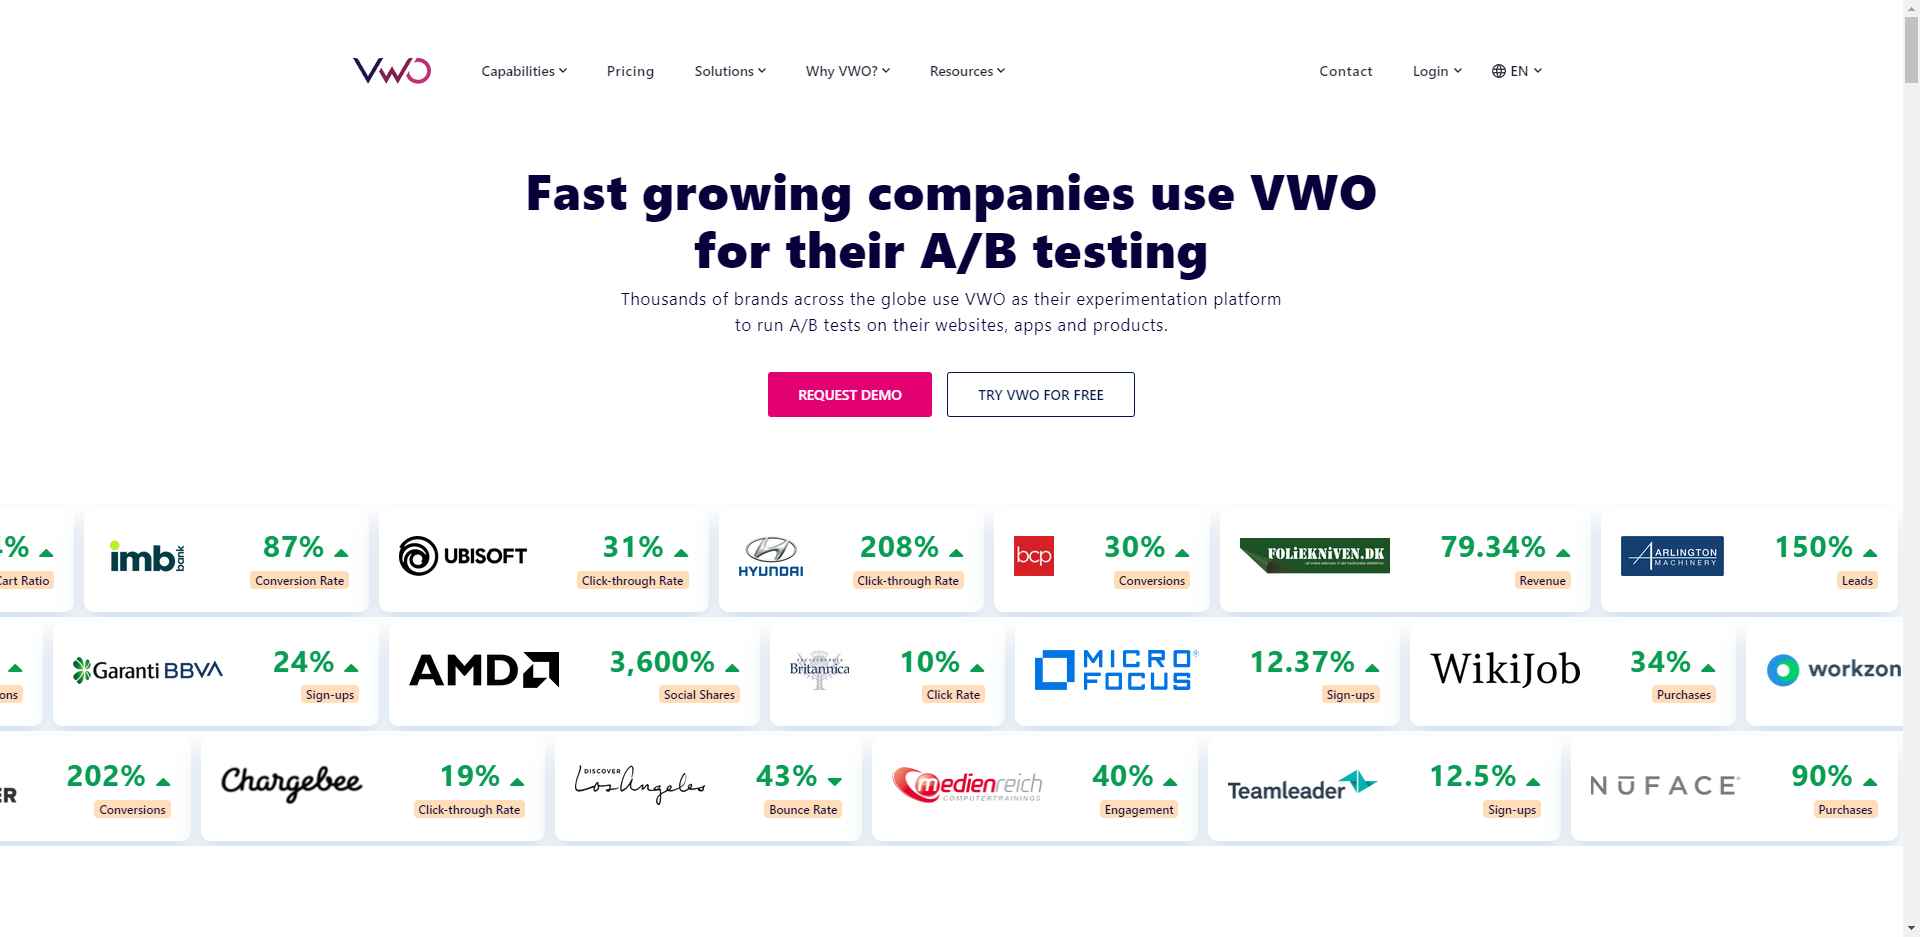 VWO
Capabilities
Pricing
Solutions
Why VWO?
Resources
Contact
Login
EN
Fast growing companies use VWO
for their A/B testing
Thousands of brands across the globe use VWO as their experimentation platform
to run A/B tests on their websites, apps and products.
REQUEST DEMO
TRY VWO FOR FREE
%
Cart Ratio
imb bank
87%
Conversion Rate
UBISOFT
31%
Click-through Rate
HYUNDAI
208%
Click-through Rate
bcp
30%
Conversions
FOLiEKNiVEN.DK
79.34%
Revenue
ARLINGTON
MACHINERY
150%
Leads
ons
Garanti BBVA
24%
Sign-ups
AMD
3,600%
Social Shares
Britannica
10%
Click Rate
MICRO
FOCUS
12.37%
Sign-ups
WikiJob
34%
Purchases
workzon
ER
202%
Conversions
Chargebee
19%
Click-through Rate
DISCOVER
Los Angeles
43%
Bounce Rate
medienreich
COMPUTERTRAININGS
40%
Engagement
Teamleader
12.5%
Sign-ups
NŪFACE
90%
Purchases